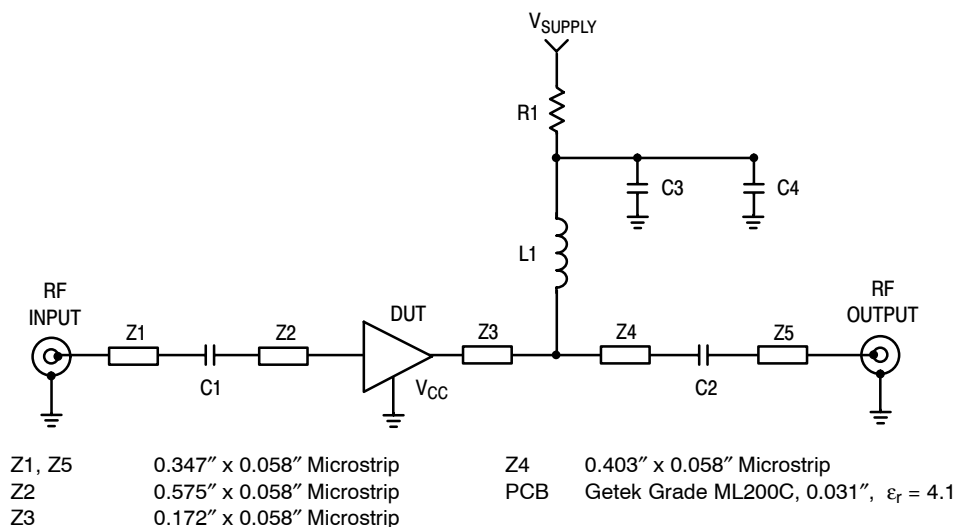 VSUPPLY
R1
C3
C4
L1
RF
INPUT
Z1
C1
Z2
DUT
VCC
Z3
Z4
C2
Z5
RF
OUTPUT
Z1, Z5 0.347″ x 0.058″ Microstrip
Z2 0.575″ x 0.058″ Microstrip
Z3 0.172″ x 0.058″ Microstrip
Z4 0.403″ x 0.058″ Microstrip
PCB Getek Grade ML200C, 0.031″, εr = 4.1